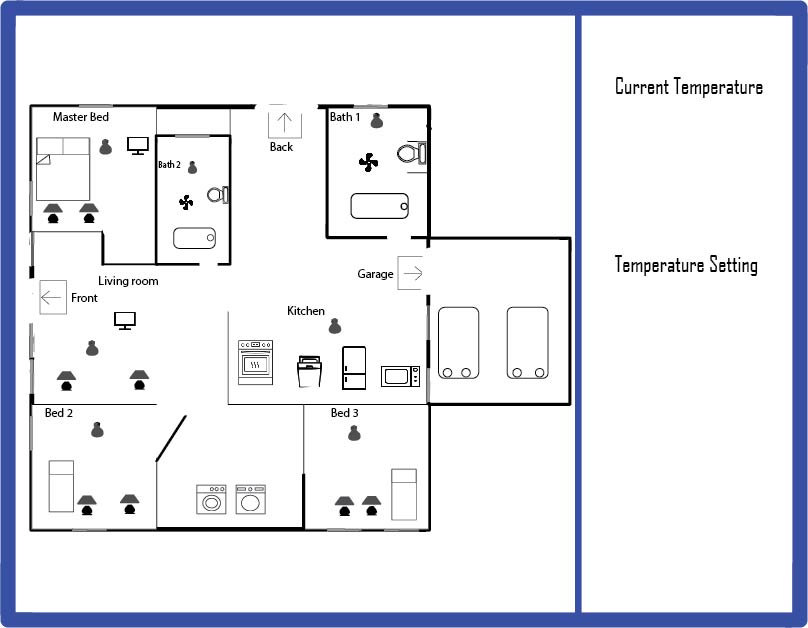 Master Bed
Bath 1
Back
Bath 2
Current Temperature
Living room
Garage
Temperature Setting
Front
Kitchen
Bed 2
Bed 3